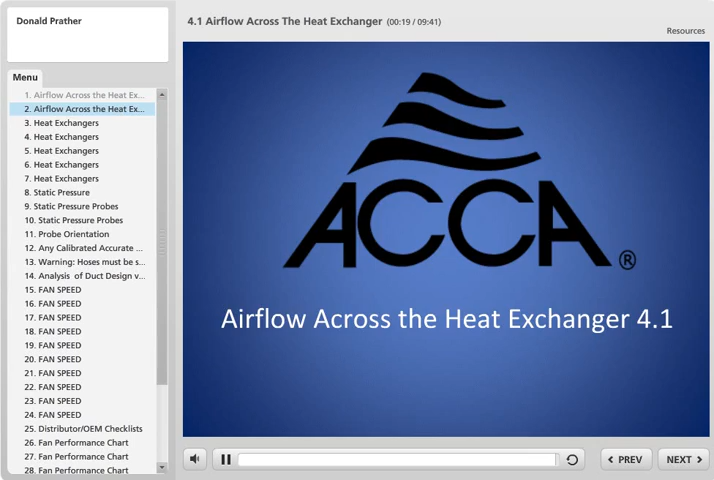 Donald Prather
Menu
1. Airflow Across the Heat Ex...
2. Airflow Across the Heat Ex...
3. Heat Exchangers
4. Heat Exchangers
5. Heat Exchangers
6. Heat Exchangers
7. Heat Exchangers
8. Static Pressure
9. Static Pressure Probes
10. Static Pressure Probes
11. Probe Orientation
12. Any Calibrated Accurate ...
13. Warning: Hoses must be s...
14. Analysis of Duct Design v...
15. FAN SPEED
16. FAN SPEED
17. FAN SPEED
18. FAN SPEED
19. FAN SPEED
20. FAN SPEED
21. FAN SPEED
22. FAN SPEED
23. FAN SPEED
24. FAN SPEED
25. Distributor/OEM Checklists
26. Fan Performance Chart
27. Fan Performance Chart
28. Fan Performance Chart
4.1 Airflow Across The Heat Exchanger (00:19 / 09:41)
Resources
ACCA®
Airflow Across the Heat Exchanger 4.1
PREV
NEXT